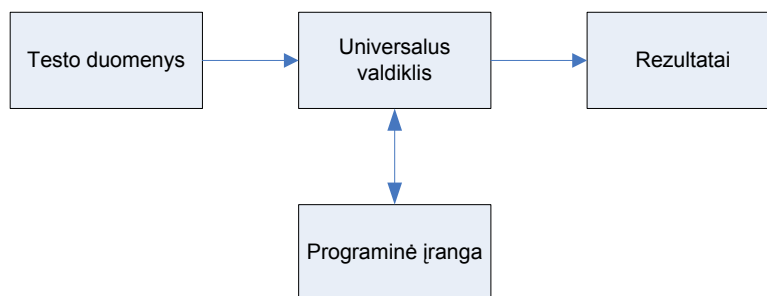 Testo duomenys
Universalus
valdiklis
Rezultatai
Programinė įranga